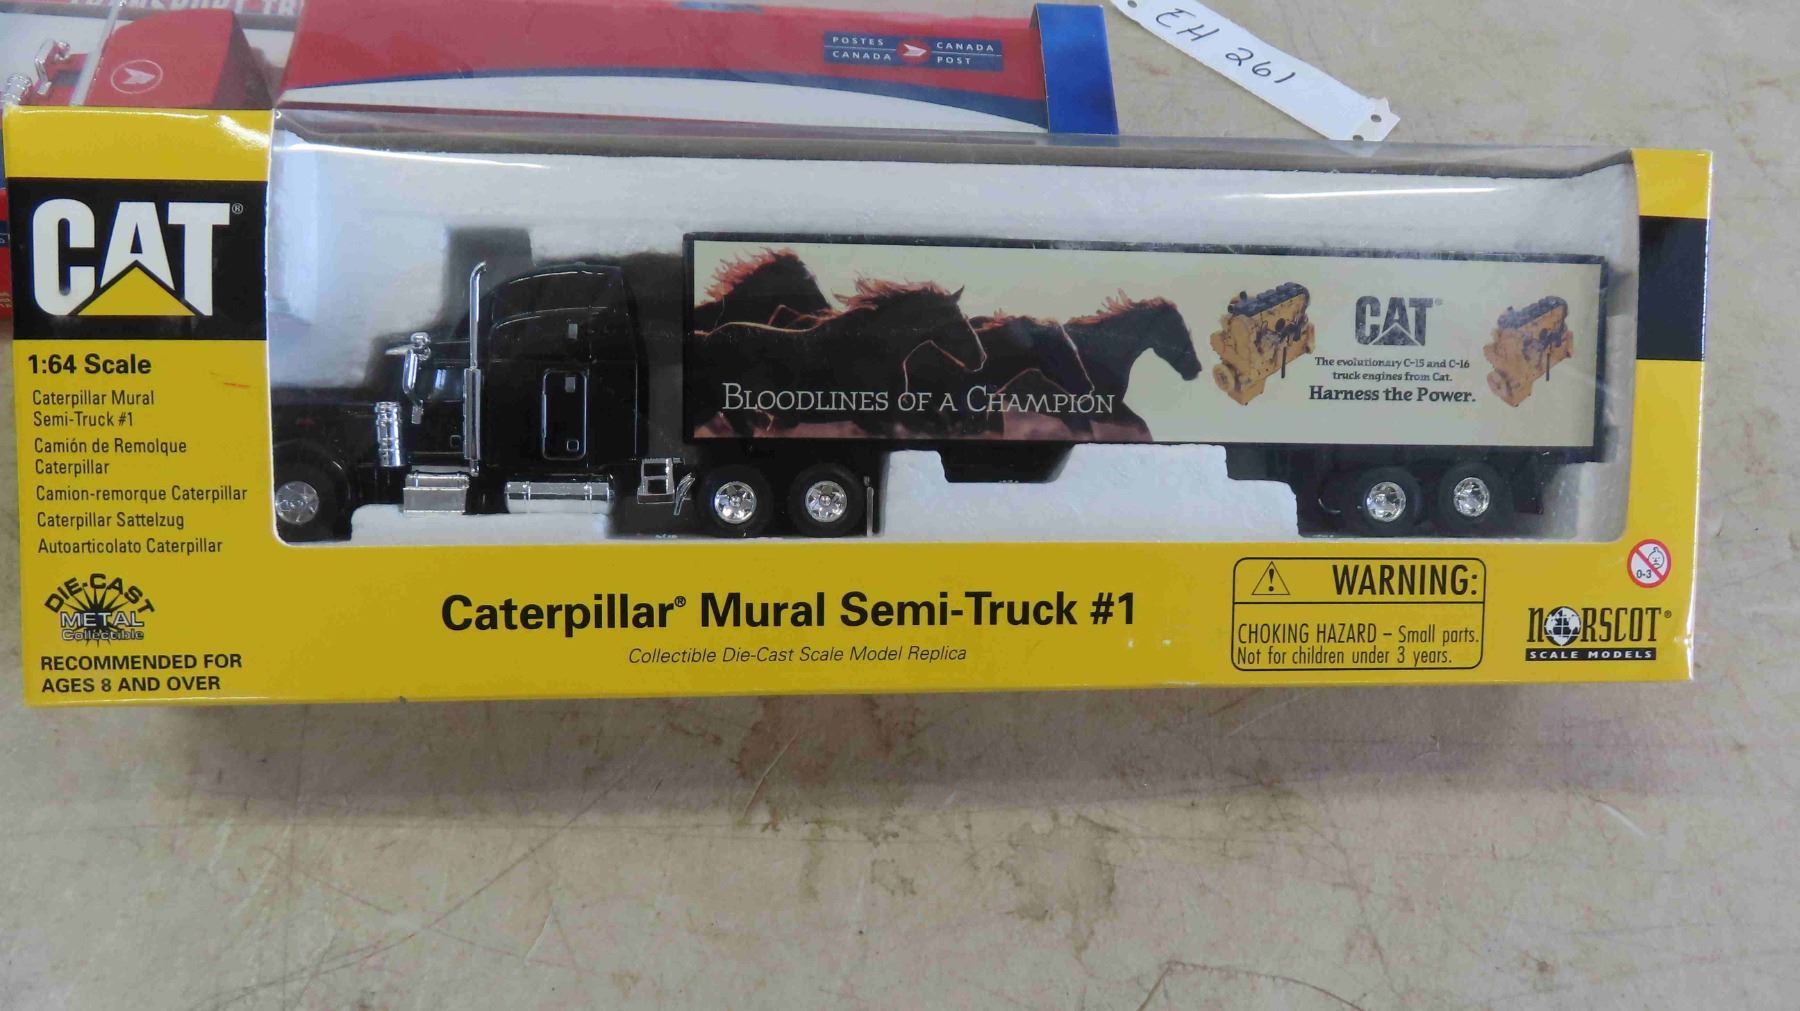 TRANSPORT TR
POSTES
CANADA
CANADA
POST
EH 261
CAT®
1:64 Scale
Caterpillar Mural
Semi-Truck #1
Camión de Remolque
Caterpillar
Camion-remorque Caterpillar
Caterpillar Sattelzug
Autoarticolato Caterpillar
DIE-CAST
METAL
Collectible
RECOMMENDED FOR
AGES 8 AND OVER
BLOODLINES OF A CHAMPION
CAT®
The evolutionary C-15 and C-16
truck engines from Cat.
Harness the Power.
Caterpillar® Mural Semi-Truck #1
Collectible Die-Cast Scale Model Replica
WARNING:
CHOKING HAZARD – Small parts.
Not for children under 3 years.
0-3
NORSCOT®
SCALE MODELS